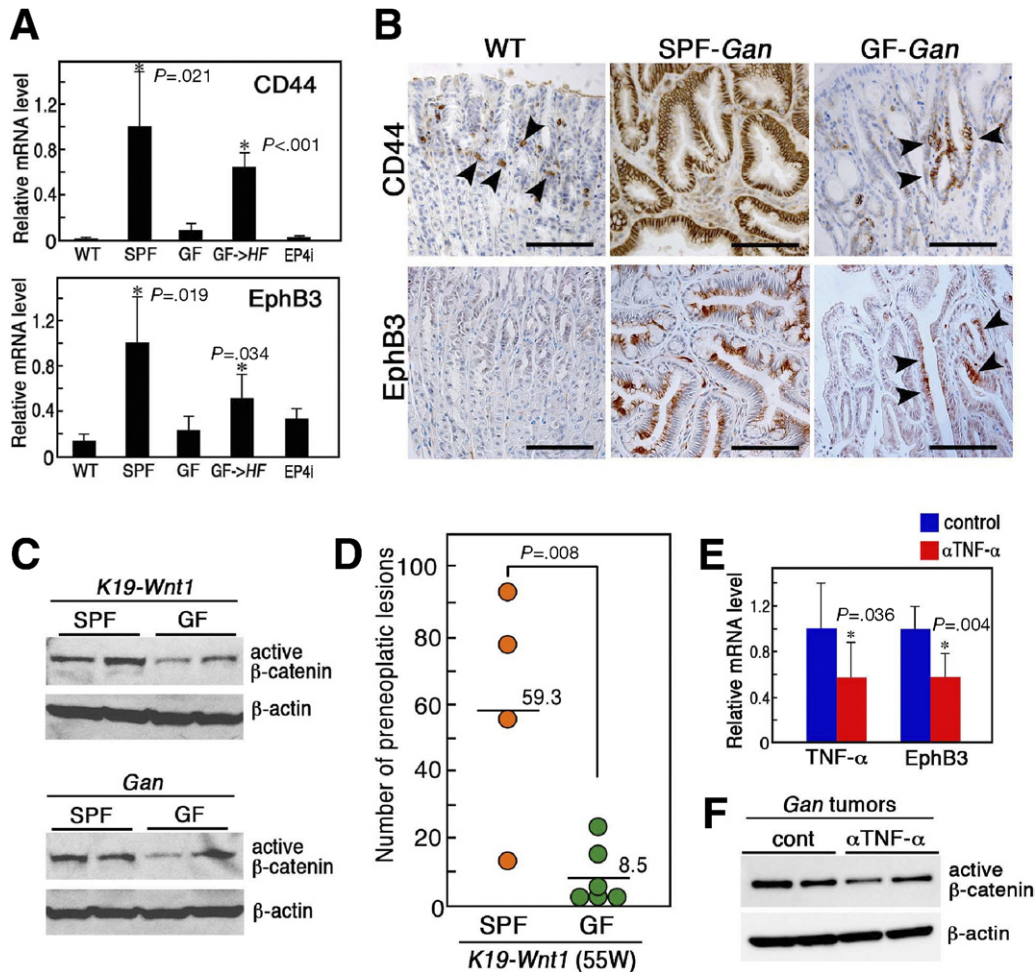 A
Relative mRNA level
1.2
0.8
0.4
0
*
P=.021
CD44
*
P<.001
WT SPF GF GF->HF EP4i
Relative mRNA level
1.2
0.8
0.4
0
*
P=.019
EphB3
P=.034
*
WT SPF GF GF->HF EP4i
B
WT SPF-Gan GF-Gan
CD44
EphB3
C
K19-Wnt1
SPF GF
active
β-catenin
β-actin
Gan
SPF GF
active
β-catenin
β-actin
D
Number of preneoplatic lesions
100
80
60
40
20
0
P=.008
59.3
8.5
SPF GF
K19-Wnt1 (55W)
control
αTNF-α
E
Relative mRNA level
1.2
0.8
0.4
0
P=.036
*
P=.004
*
TNF-α EphB3
F
Gan tumors
cont αTNF-α
active
β-catenin
β-actin